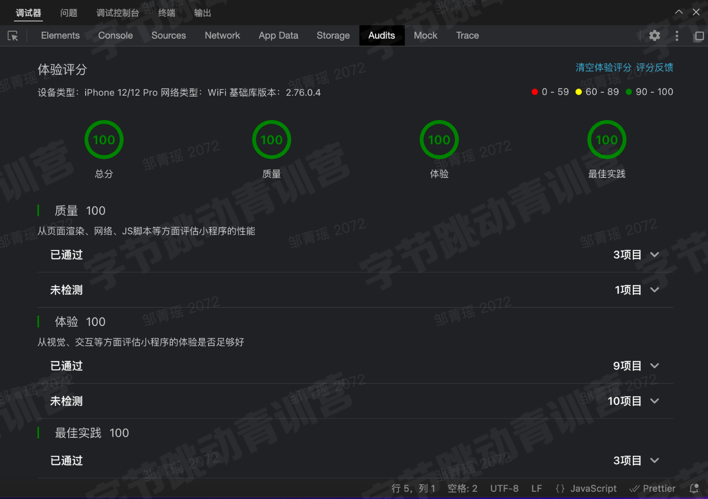 调试器 问题 调试控制台 终端 输出
Elements Console Sources Network App Data Storage Audits Mock Trace
体验评分 清空体验评分 评分反馈
设备类型：iPhone 12/12 Pro 网络类型：WiFi 基础库版本：2.76.0.4 0 - 59 60 - 89 90 - 100
100 100 100 100
总分 质量 体验 最佳实践
质量 100
从页面渲染、网络、JS脚本等方面评估小程序的性能
已通过 3项目
未检测 1项目
体验 100
从视觉、交互等方面评估小程序的体验是否足够好
已通过 9项目
未检测 10项目
最佳实践 100
已通过 3项目
行 5，列 1 空格: 2 UTF-8 LF {} JavaScript Prettier
字节跳动青训营
邹菁瑶 2072